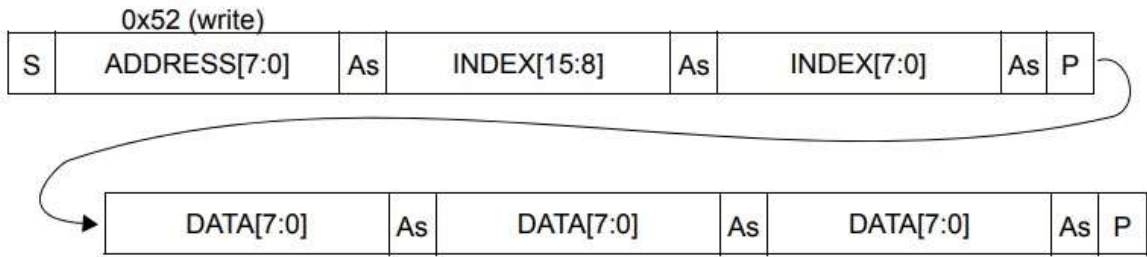 0x52 (write)
S ADDRESS[7:0] As INDEX[15:8] As INDEX[7:0] As P
DATA[7:0] As DATA[7:0] As DATA[7:0] As P